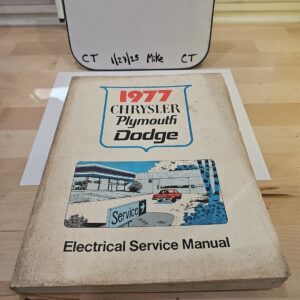 CT 1/27/25 Mike CT
1977
CHRYSLER
Plymouth
Dodge
Service
Electrical Service Manual